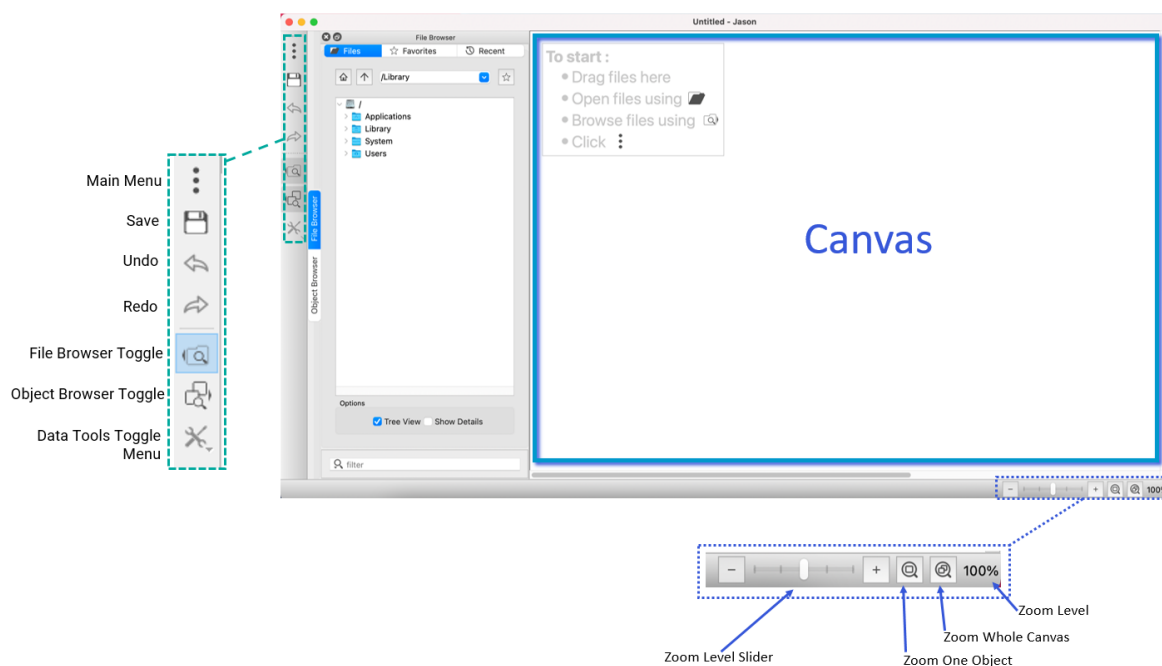 Untitled - Jason
File Browser
Files
Favorites
Recent
/Library
/
Applications
Library
System
Users
File Browser
Object Browser
Options
Tree View
Show Details
filter
To start :
Drag files here
Open files using
Browse files using
Click
Canvas
100%
Main Menu
Save
Undo
Redo
File Browser Toggle
Object Browser Toggle
Data Tools Toggle
Menu
100%
Zoom Level
Zoom Whole Canvas
Zoom One Object
Zoom Level Slider